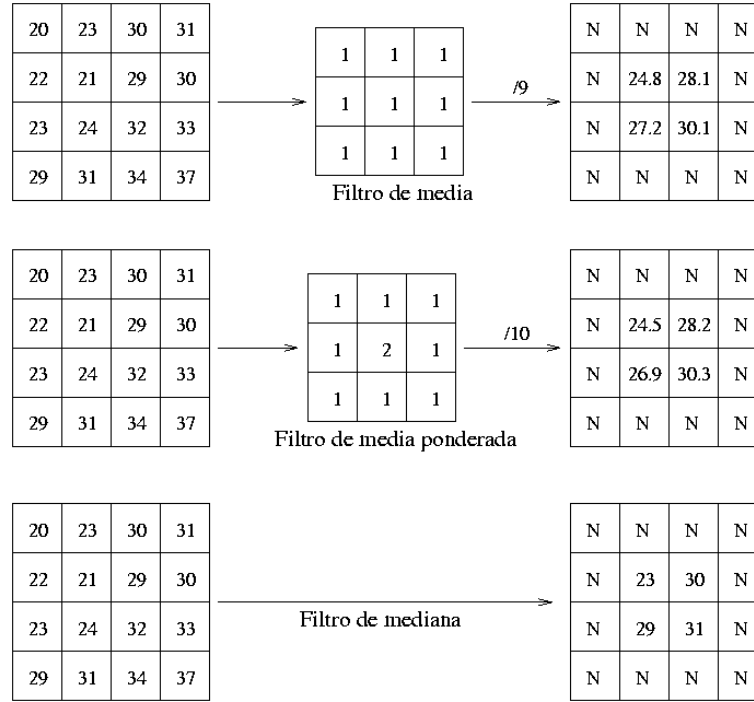 20 23 30 31
22 21 29 30
23 24 32 33
29 31 34 37
1 1 1
1 1 1
1 1 1
Filtro de media
/9
N N N N
N 24.8 28.1 N
N 27.2 30.1 N
N N N N
20 23 30 31
22 21 29 30
23 24 32 33
29 31 34 37
1 1 1
1 2 1
1 1 1
Filtro de media ponderada
/10
N N N N
N 24.5 28.2 N
N 26.9 30.3 N
N N N N
20 23 30 31
22 21 29 30
23 24 32 33
29 31 34 37
Filtro de mediana
N N N N
N 23 30 N
N 29 31 N
N N N N